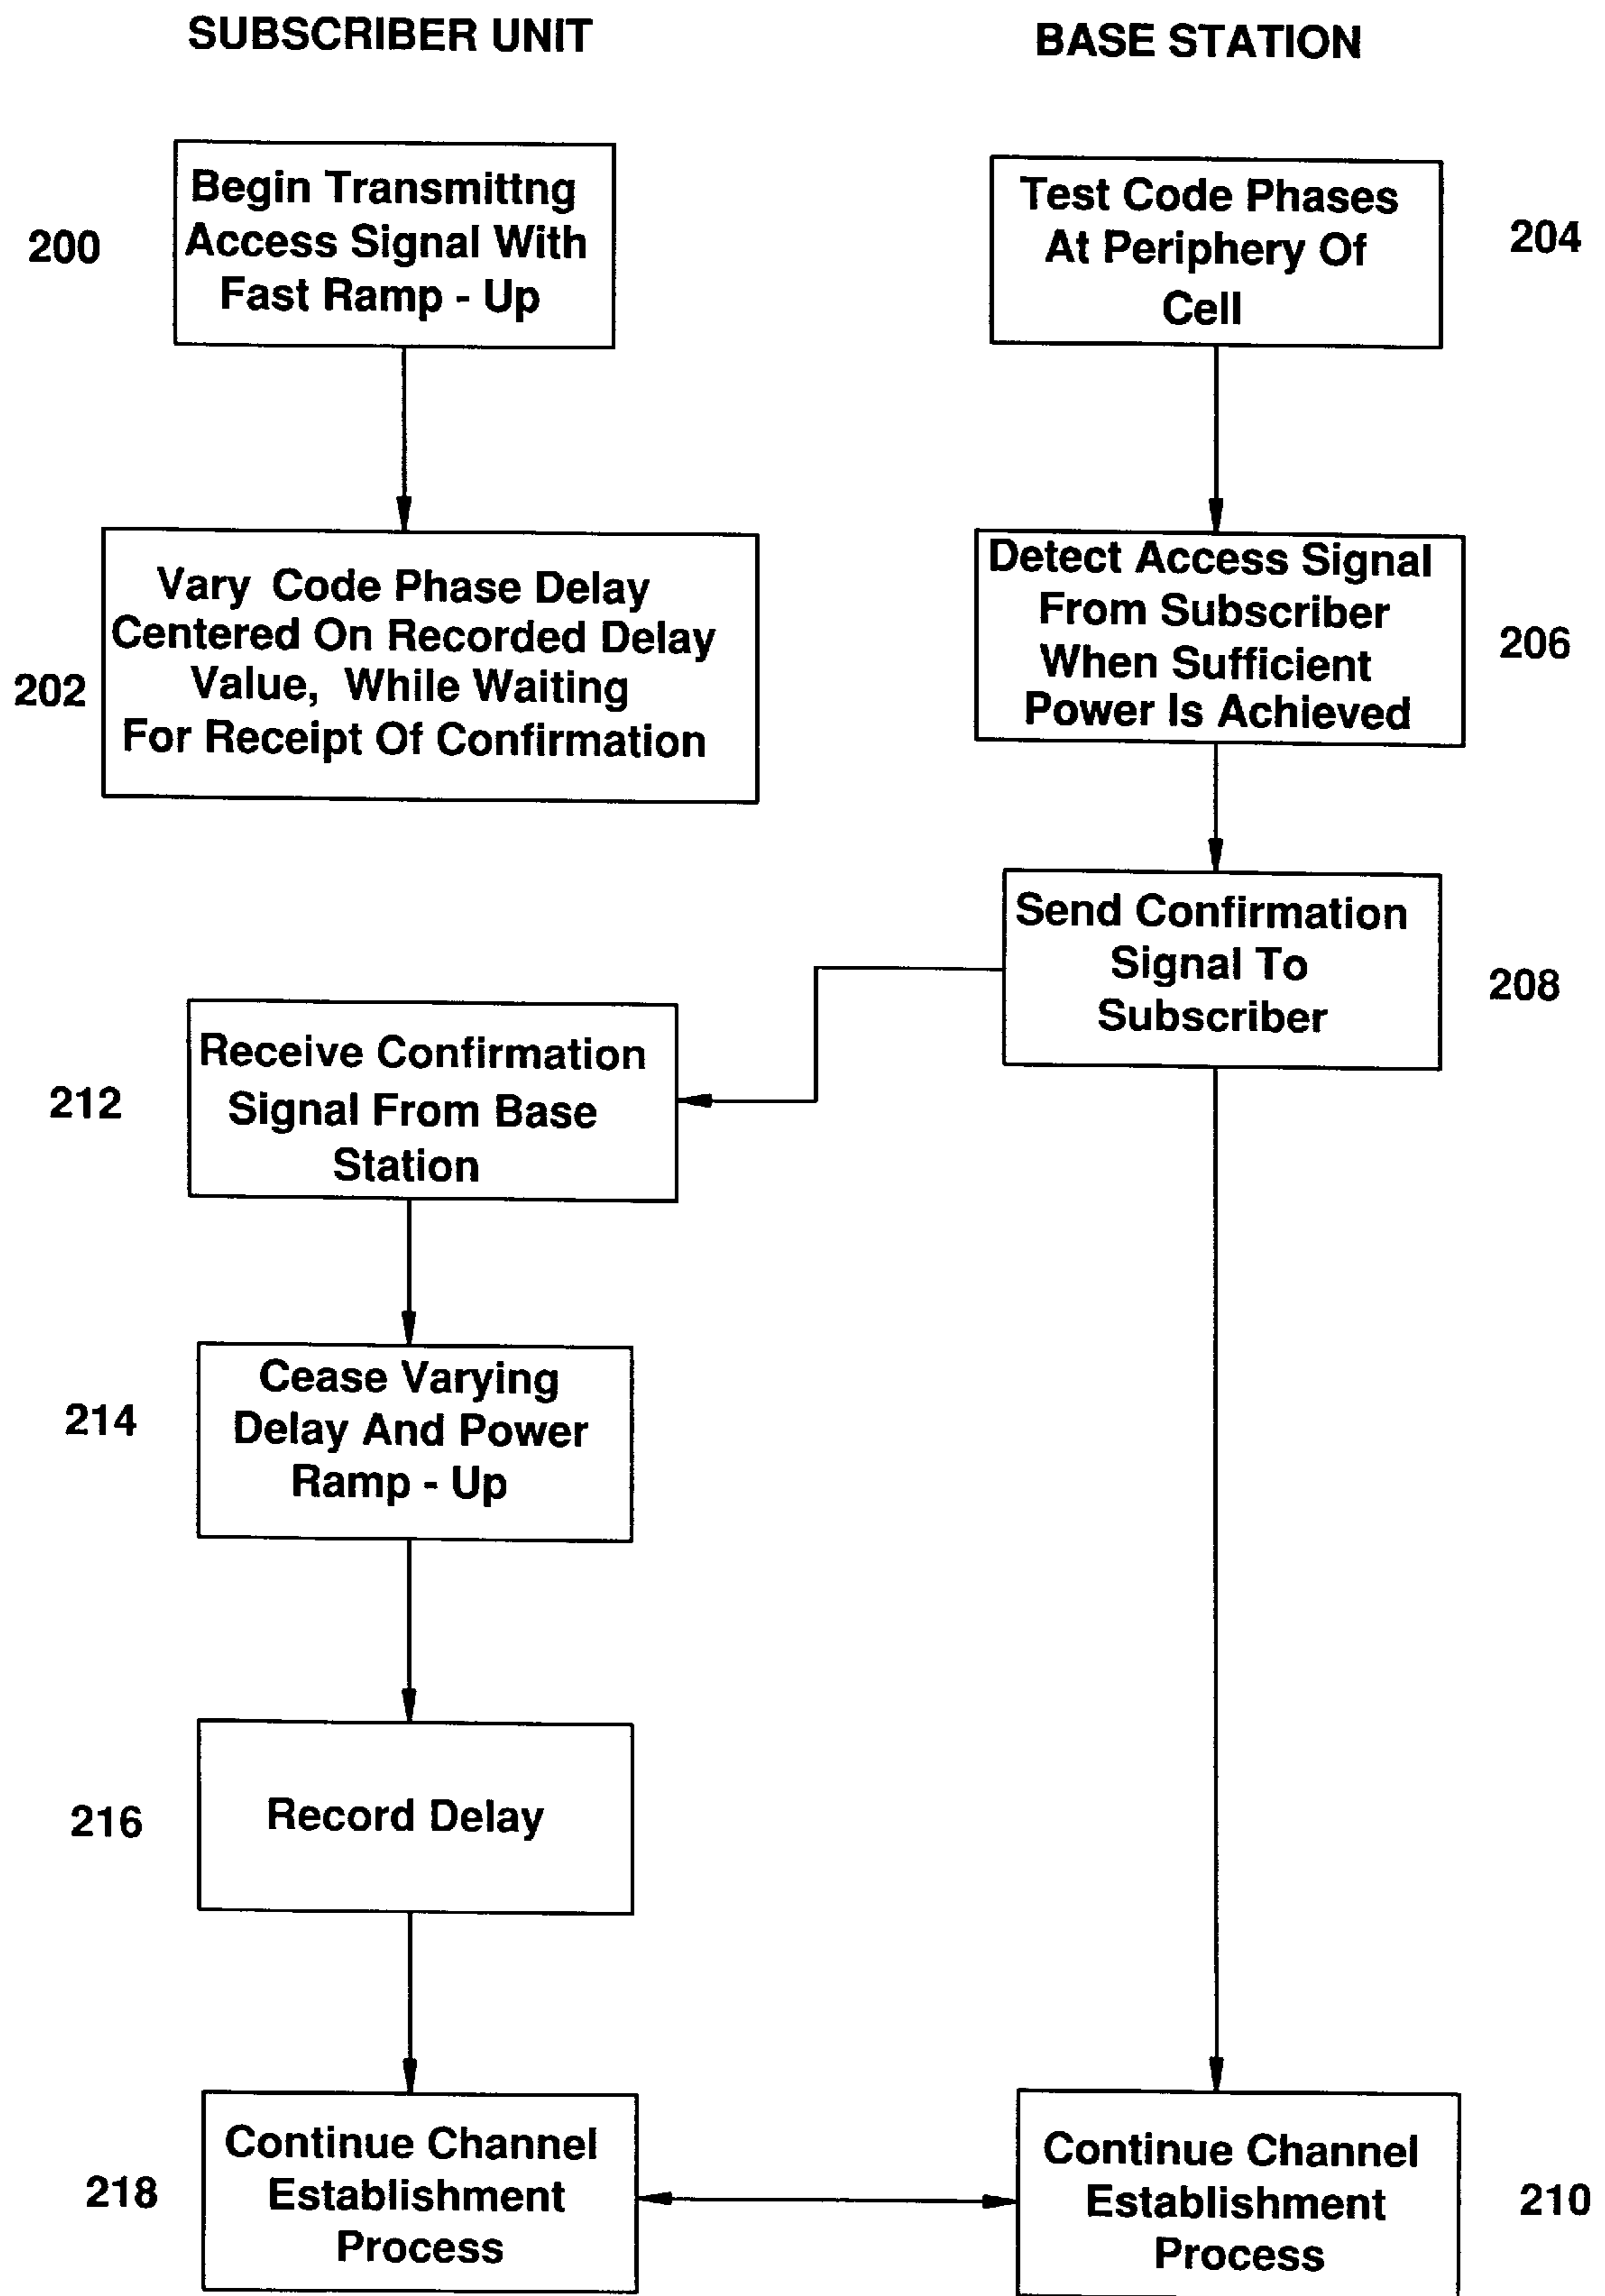 SUBSCRIBER UNIT
BASE STATION
200
Begin Transmittng
Access Signal With
Fast Ramp - Up
Test Code Phases
At Periphery Of
Cell
204
202
Vary Code Phase Delay
Centered On Recorded Delay
Value, While Waiting
For Receipt Of Confirmation
Detect Access Signal
From Subscriber
When Sufficient
Power Is Achieved
206
Send Confirmation
Signal To
Subscriber
208
212
Receive Confirmation
Signal From Base
Station
214
Cease Varying
Delay And Power
Ramp - Up
216
Record Delay
218
Continue Channel
Establishment
Process
Continue Channel
Establishment
Process
210